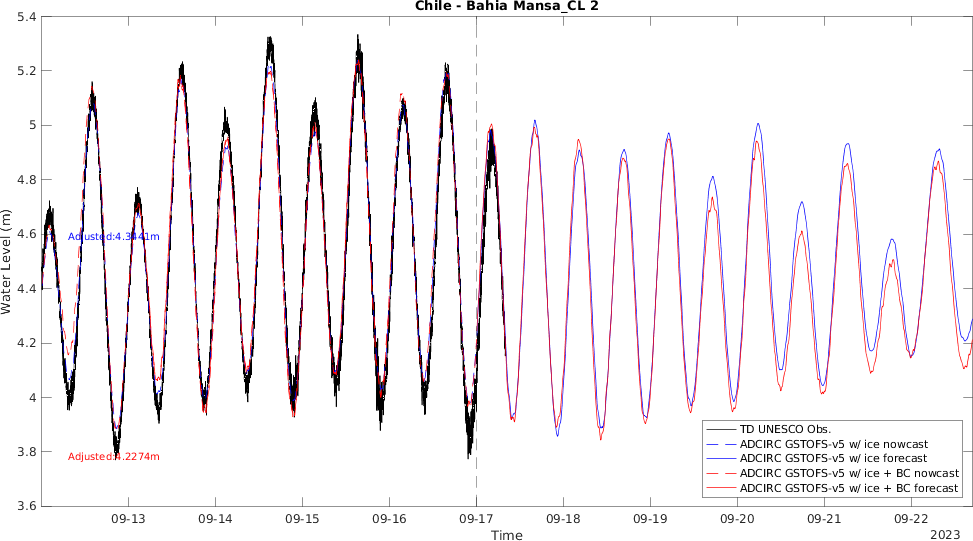 Chile - Bahia Mansa_CL 2
5.4
5.2
5
4.8
4.6
4.4
4.2
4
3.8
3.6
Water Level (m)
Adjusted:4.3441m
Adjusted:4.2274m
TD UNESCO Obs.
ADCIRC GSTOFS-v5 w/ ice nowcast
ADCIRC GSTOFS-v5 w/ ice forecast
ADCIRC GSTOFS-v5 w/ ice + BC nowcast
ADCIRC GSTOFS-v5 w/ ice + BC forecast
09-13 09-14 09-15 09-16 09-17 09-18 09-19 09-20 09-21 09-22
Time
2023